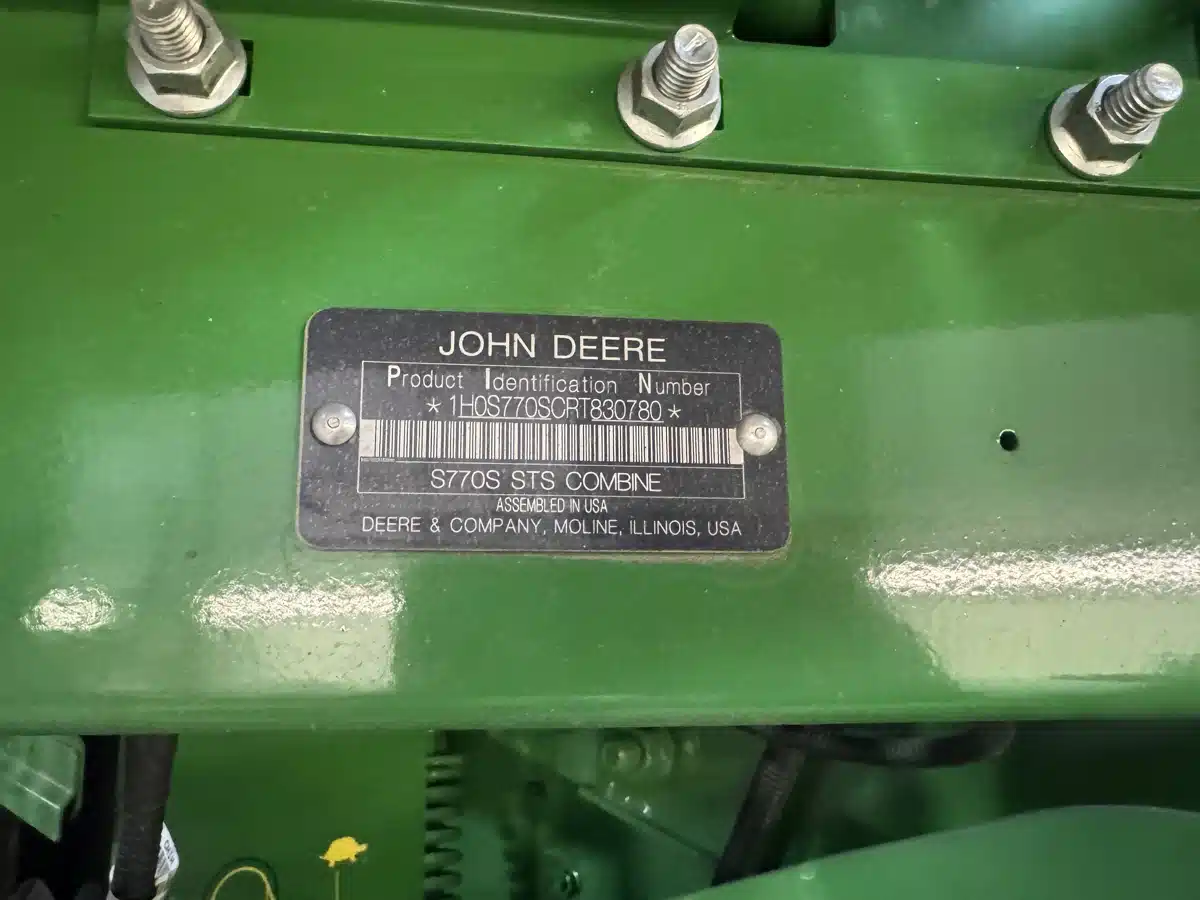 JOHN DEERE
Product Identification Number
* 1H0S770SCRT830780 *
S770S STS COMBINE
ASSEMBLED IN USA
DEERE & COMPANY, MOLINE, ILLINOIS, USA